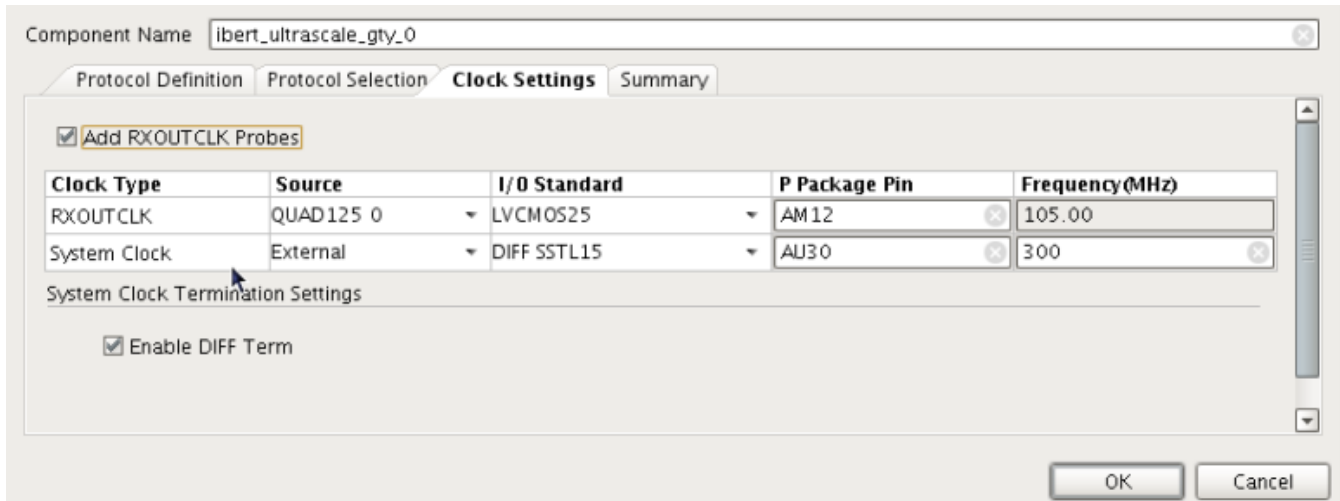 Component Name ibert_ultrascale_gty_0
Protocol Definition Protocol Selection Clock Settings Summary
Add RXOUTCLK Probes
Clock Type Source I/O Standard P Package Pin Frequency(MHz)
RXOUTCLK QUAD125 0 LVCMOS25 AM12 105.00
System Clock External DIFF SSTL15 AU30 300
System Clock Termination Settings
Enable DIFF Term
OK Cancel